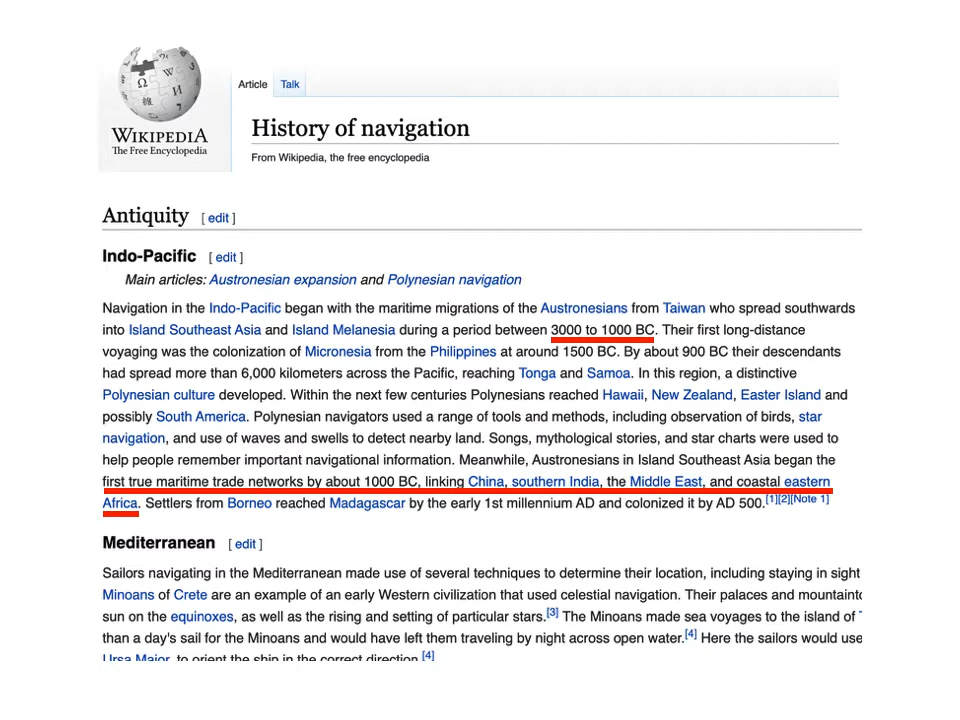 WIKIPEDIA
The Free Encyclopedia
Article Talk
History of navigation
From Wikipedia, the free encyclopedia
Antiquity [ edit ]
Indo-Pacific [ edit ]
Main articles: Austronesian expansion and Polynesian navigation
Navigation in the Indo-Pacific began with the maritime migrations of the Austronesians from Taiwan who spread southwards
into Island Southeast Asia and Island Melanesia during a period between 3000 to 1000 BC. Their first long-distance
voyaging was the colonization of Micronesia from the Philippines at around 1500 BC. By about 900 BC their descendants
had spread more than 6,000 kilometers across the Pacific, reaching Tonga and Samoa. In this region, a distinctive
Polynesian culture developed. Within the next few centuries Polynesians reached Hawaii, New Zealand, Easter Island and
possibly South America. Polynesian navigators used a range of tools and methods, including observation of birds, star
navigation, and use of waves and swells to detect nearby land. Songs, mythological stories, and star charts were used to
help people remember important navigational information. Meanwhile, Austronesians in Island Southeast Asia began the
first true maritime trade networks by about 1000 BC, linking China, southern India, the Middle East, and coastal eastern
Africa. Settlers from Borneo reached Madagascar by the early 1st millennium AD and colonized it by AD 500.[1][2][Note 1]
Mediterranean [ edit ]
Sailors navigating in the Mediterranean made use of several techniques to determine their location, including staying in sight
Minoans of Crete are an example of an early Western civilization that used celestial navigation. Their palaces and
sun on the equinoxes, as well as the rising and setting of particular stars.[3] The Minoans made sea voyages to the island of
than a day's sail for the Minoans and would have left them traveling by night across open water.[4] Here the sailors would use
Ursa Major, to orient the ship in the correct direction.[4]